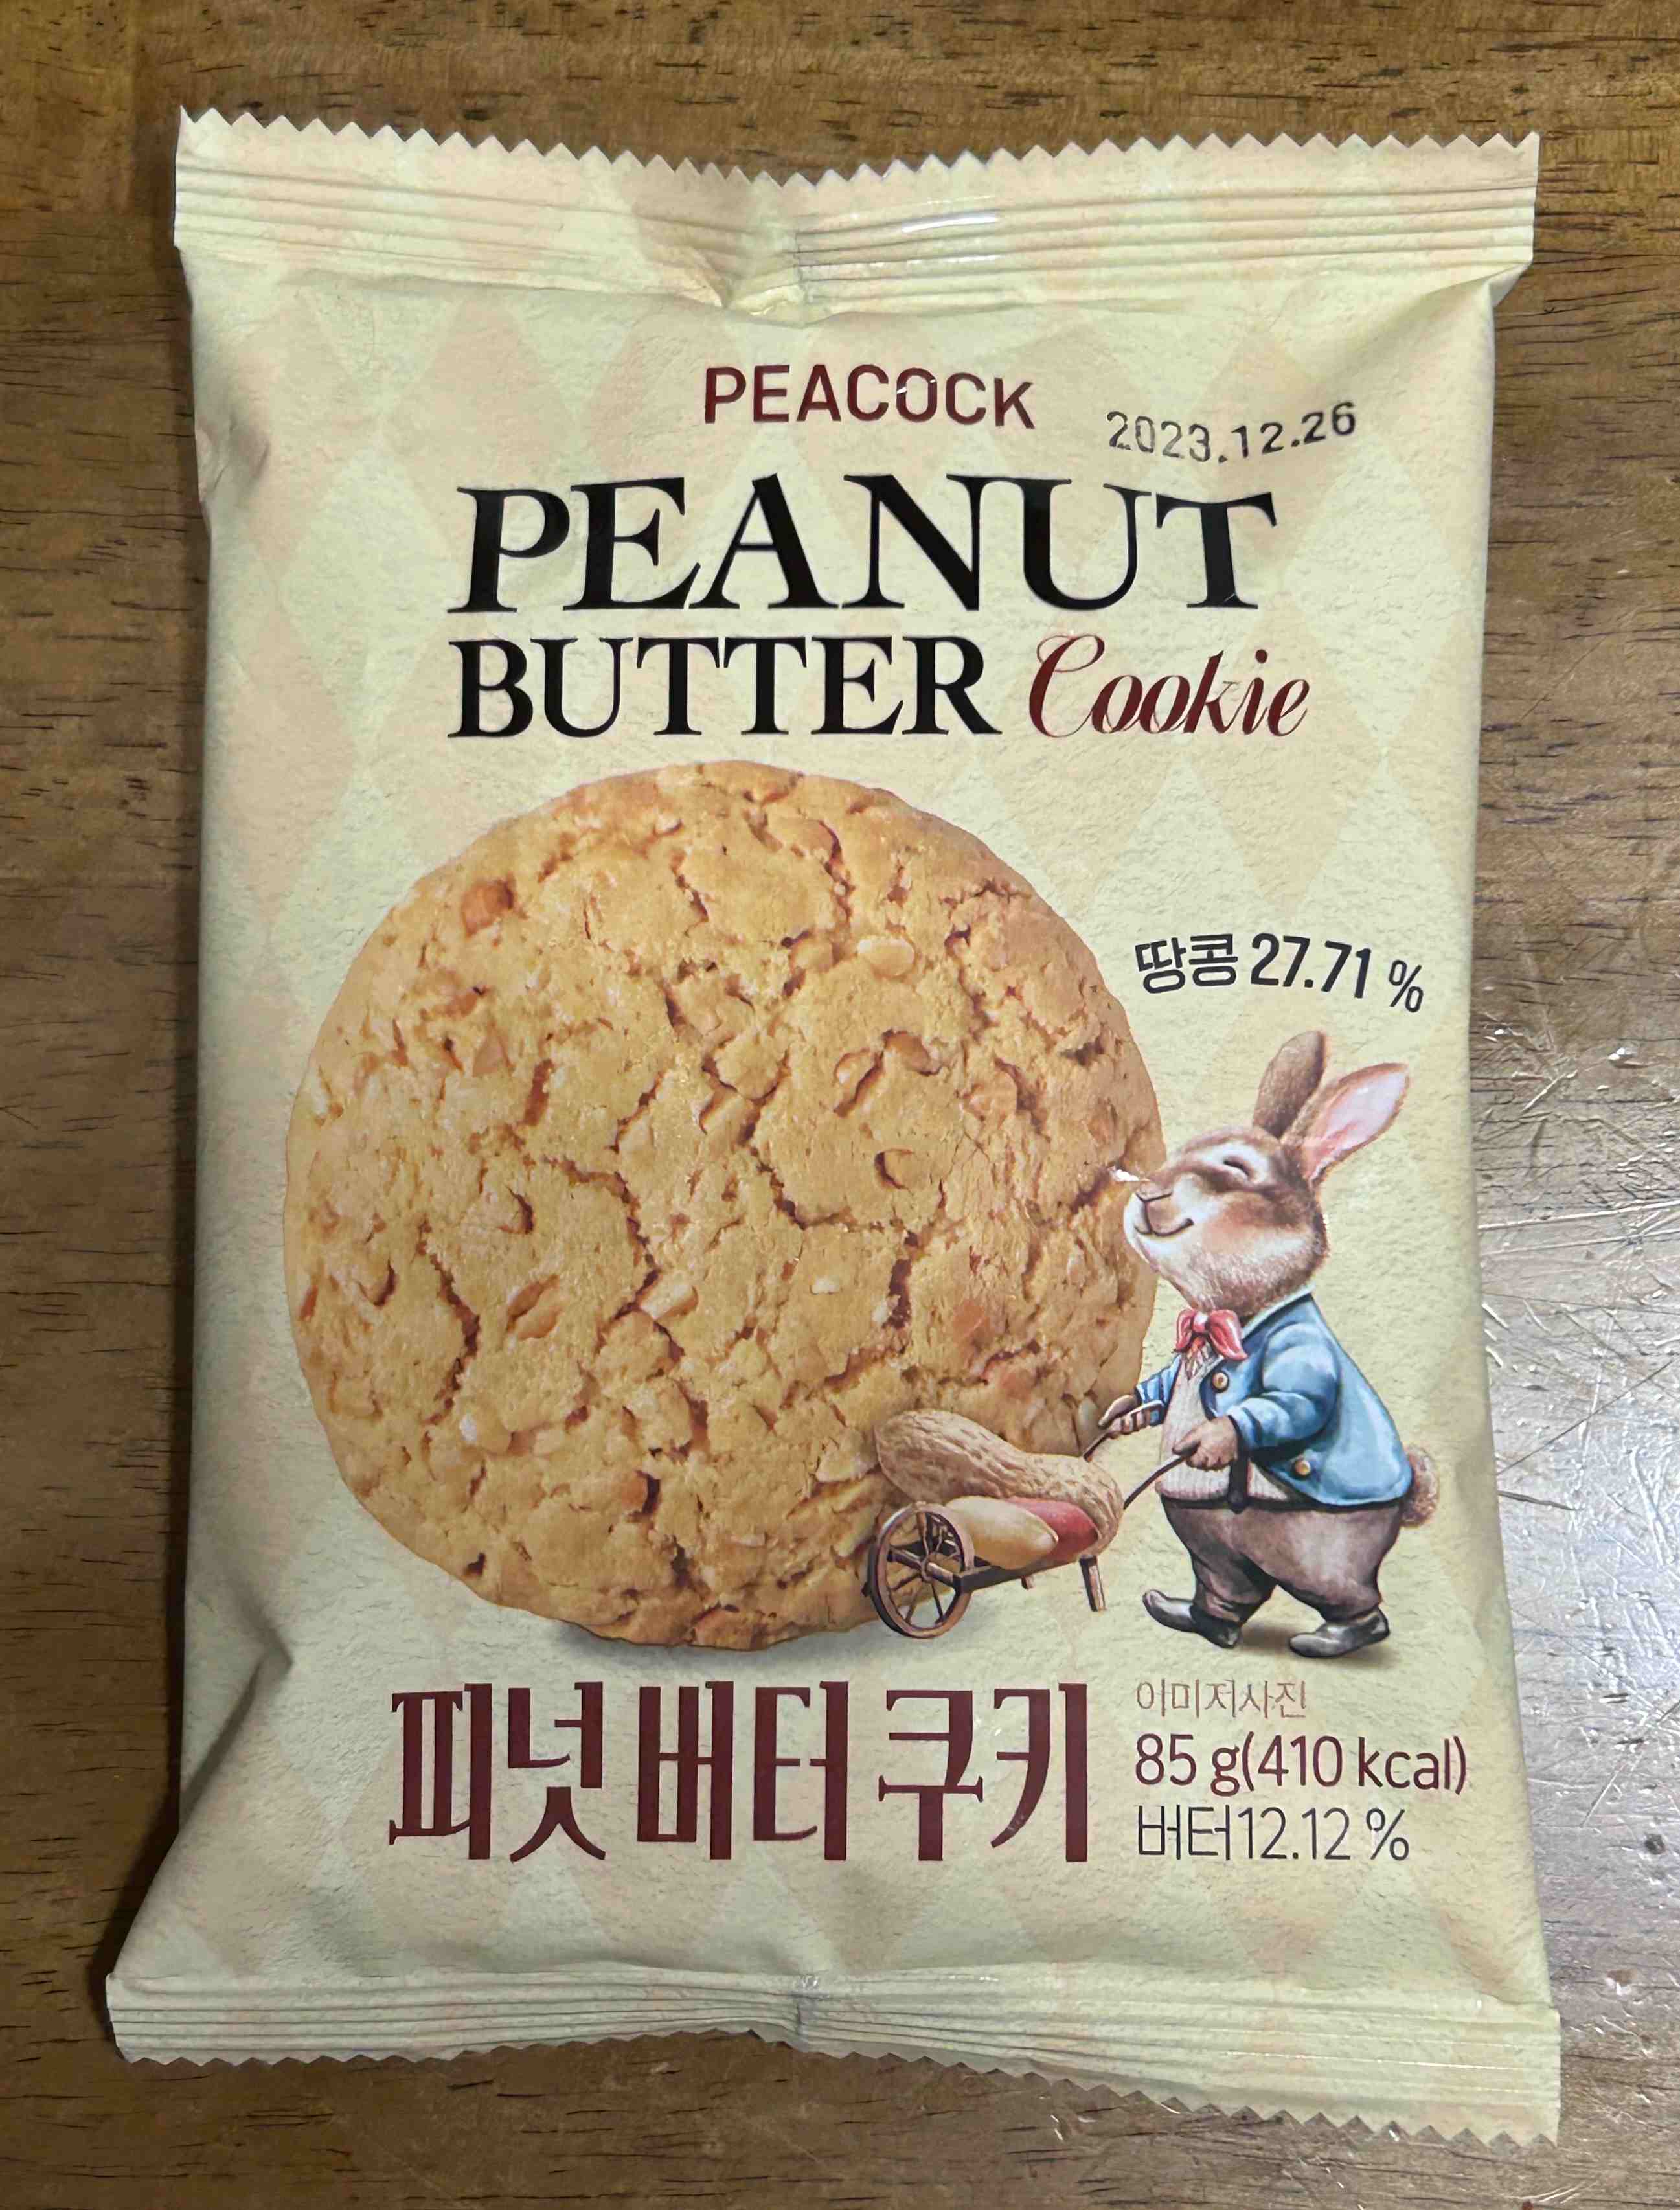 PEACOCK
2023.12.26
PEANUT
BUTTER Cookie
땅콩 27.71 %
피넛 버터 쿠키
이미지사진
85 g(410 kcal)
버터12.12 %